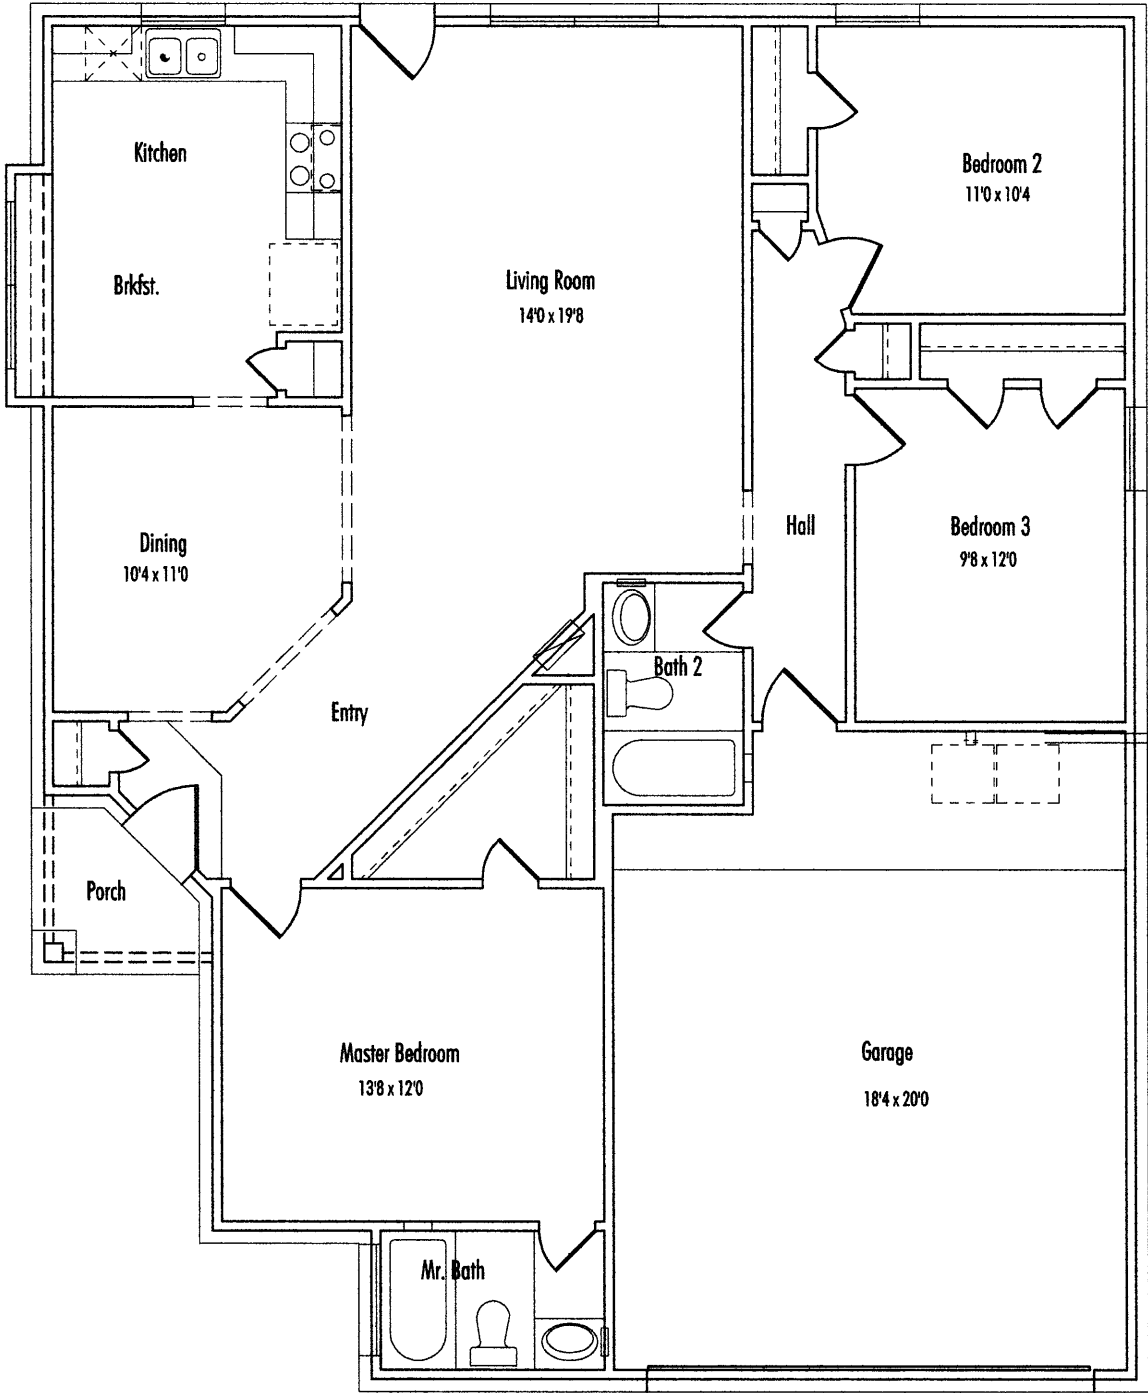 Kitchen
Bedroom 2
11'0 x 10'4
Brkfst.
Living Room
14'0 x 19'8
Dining
10'4 x 11'0
Hall
Bedroom 3
9'8 x 12'0
Bath 2
Entry
Porch
Master Bedroom
13'8 x 12'0
Garage
18'4 x 20'0
Mr. Bath